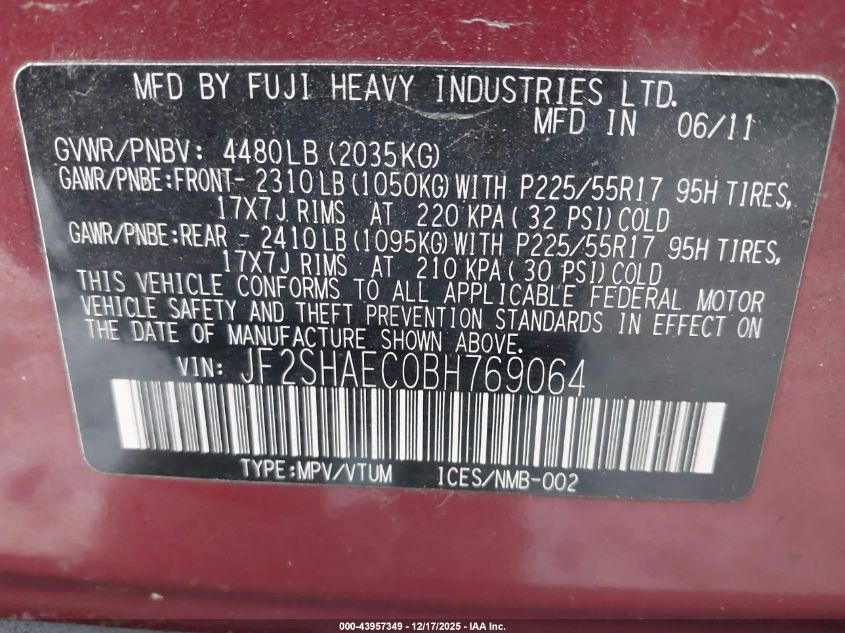 MFD BY FUJI HEAVY INDUSTRIES LTD.
MFD IN 06/11
GVWR/PNBV: 4480LB (2035KG)
GAWR/PNBE:FRONT- 2310LB (1050KG) WITH P225/55R17 95H TIRES,
17X7J RIMS AT 220 KPA (32 PSI) COLD
GAWR/PNBE:REAR - 2410LB (1095KG) WITH P225/55R17 95H TIRES,
17X7J RIMS AT 210 KPA (30 PSI) COLD
THIS VEHICLE CONFORMS TO ALL APPLICABLE FEDERAL MOTOR
VEHICLE SAFETY AND THEFT PREVENTION STANDARDS IN EFFECT ON
THE DATE OF MANUFACTURE SHOWN ABOVE.
VIN: JF2SHAEC0BH769064
TYPE:MPV/VTUM ICES/NMB-002
000-43957349 - 12/17/2025 - IAA Inc.